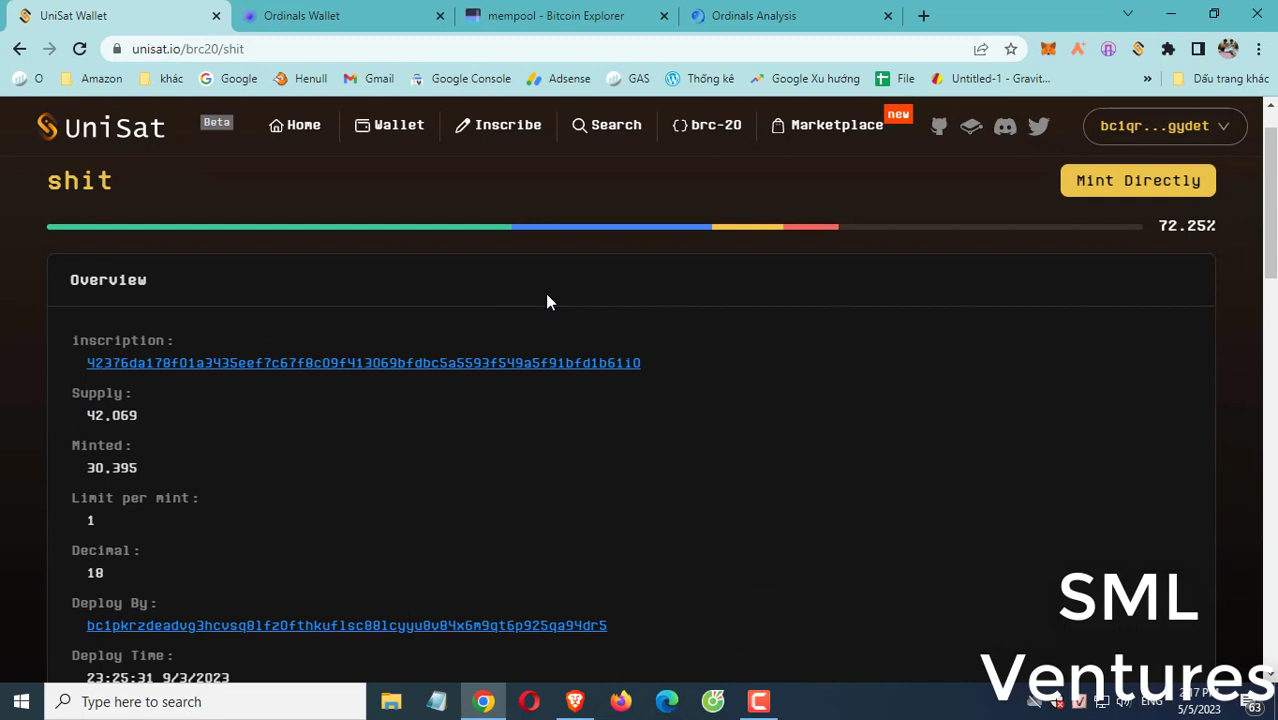 UniSat Wallet
Ordinals Wallet
mempool - Bitcoin Explorer
Ordinals Analysis
unisat.io/brc20/shit
O
Amazon
khác
Google
Henull
Gmail
Google Console
Adsense
GAS
Thống kê
Google Xu hướng
File
Untitled-1 - Gravit...
»
Dấu trang khác
UniSat
Beta
Home
Wallet
Inscribe
Search
{} brc-20
Marketplace
new
bc1qr...gydet
shit
Mint Directly
72.25%
Overview
inscription:
42376da178f01a3435eef7c67f8c09f413069bfdbc5a5593f549a5f91bfd1b61i0
Supply:
42.069
Minted:
30.395
Limit per mint:
1
Decimal:
18
Deploy By:
bc1pkrzdeadvg3hcvsq8lfz0fthkuflsc88lcyyu8v84x6m9qt6p925qa94dr5
Deploy Time:
23:25:31 9/3/2023
SML
Ventures
Type here to search
ENG
5/5/2023
63